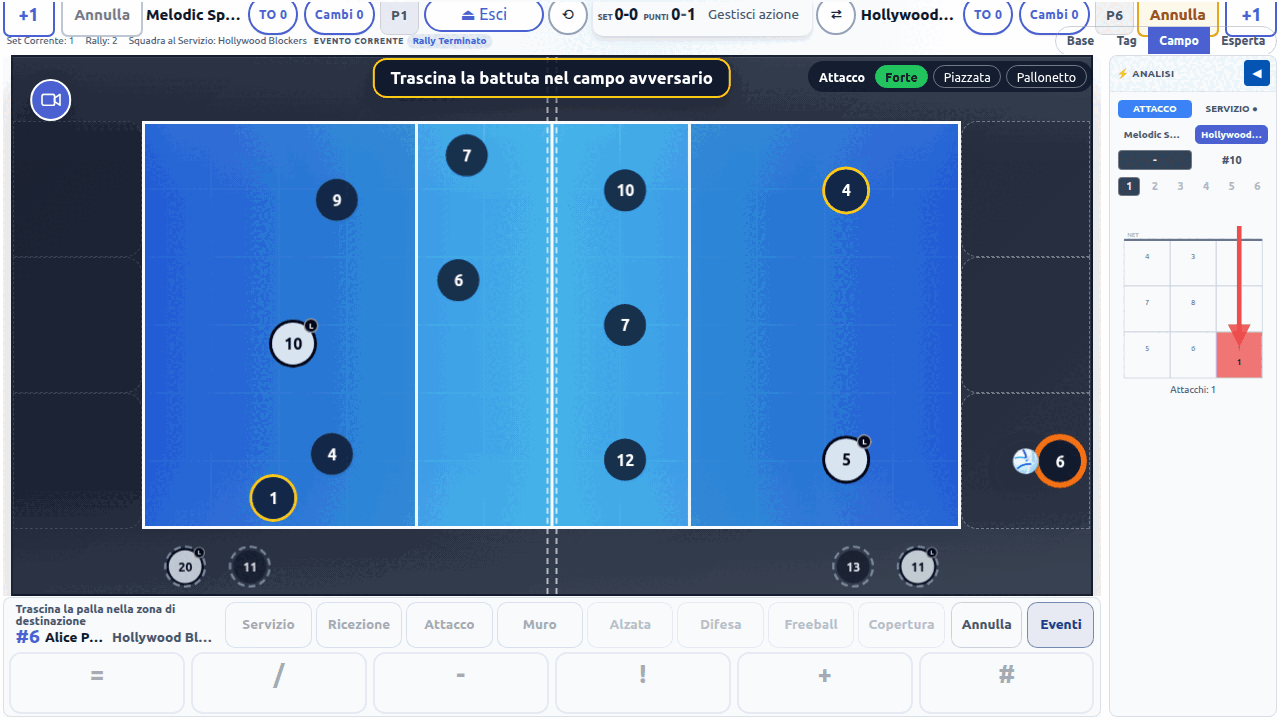 +1 Annulla Melodic Sp... TO 0 Cambi 0 P1 ⏏ Esci ⟲ SET 0-0 PUNTI 0-1 Gestisci azione ⇄ Hollywood... TO 0 Cambi 0 P6 Annulla +1
Set Corrente: 1 Rally: 2 Squadra al Servizio: Hollywood Blockers EVENTO CORRENTE Rally Terminato
Base Tag Campo Esperta
Trascina la battuta nel campo avversario
Attacco Forte Piazzata Pallonetto
⚡ ANALISI ◀
ATTACCO SERVIZIO ●
Melodic S... Hollywood...
- #10
1 2 3 4 5 6
NET
4 3
7 8
5 6
1
Attacchi: 1
7
9
10
4
6
7
10 L
4
12
5 L
6
1
20 L
11
13
11 L
Trascina la palla nella zona di
destinazione
#6 Alice P... Hollywood Bl...
Servizio Ricezione Attacco Muro Alzata Difesa Freeball Copertura Annulla Eventi
= / - ! + #